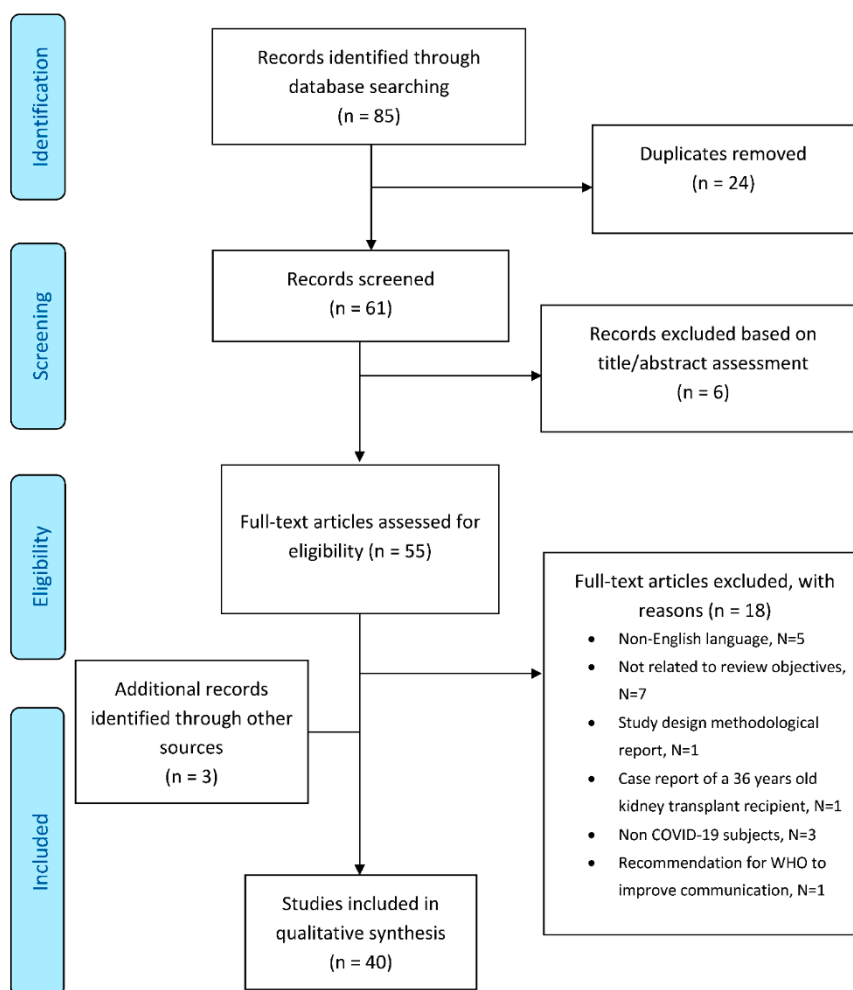 Identification
Records identified through
database searching
(n = 85)
Duplicates removed
(n = 24)
Screening
Records screened
(n = 61)
Records excluded based on
title/abstract assessment
(n = 6)
Eligibility
Full-text articles assessed for
eligibility (n = 55)
Full-text articles excluded, with
reasons (n = 18)
• Non-English language, N=5
• Not related to review objectives,
N=7
• Study design methodological
report, N=1
• Case report of a 36 years old
kidney transplant recipient, N=1
• Non COVID-19 subjects, N=3
• Recommendation for WHO to
improve communication, N=1
Additional records
identified through other
sources
(n = 3)
Included
Studies included in
qualitative synthesis
(n = 40)